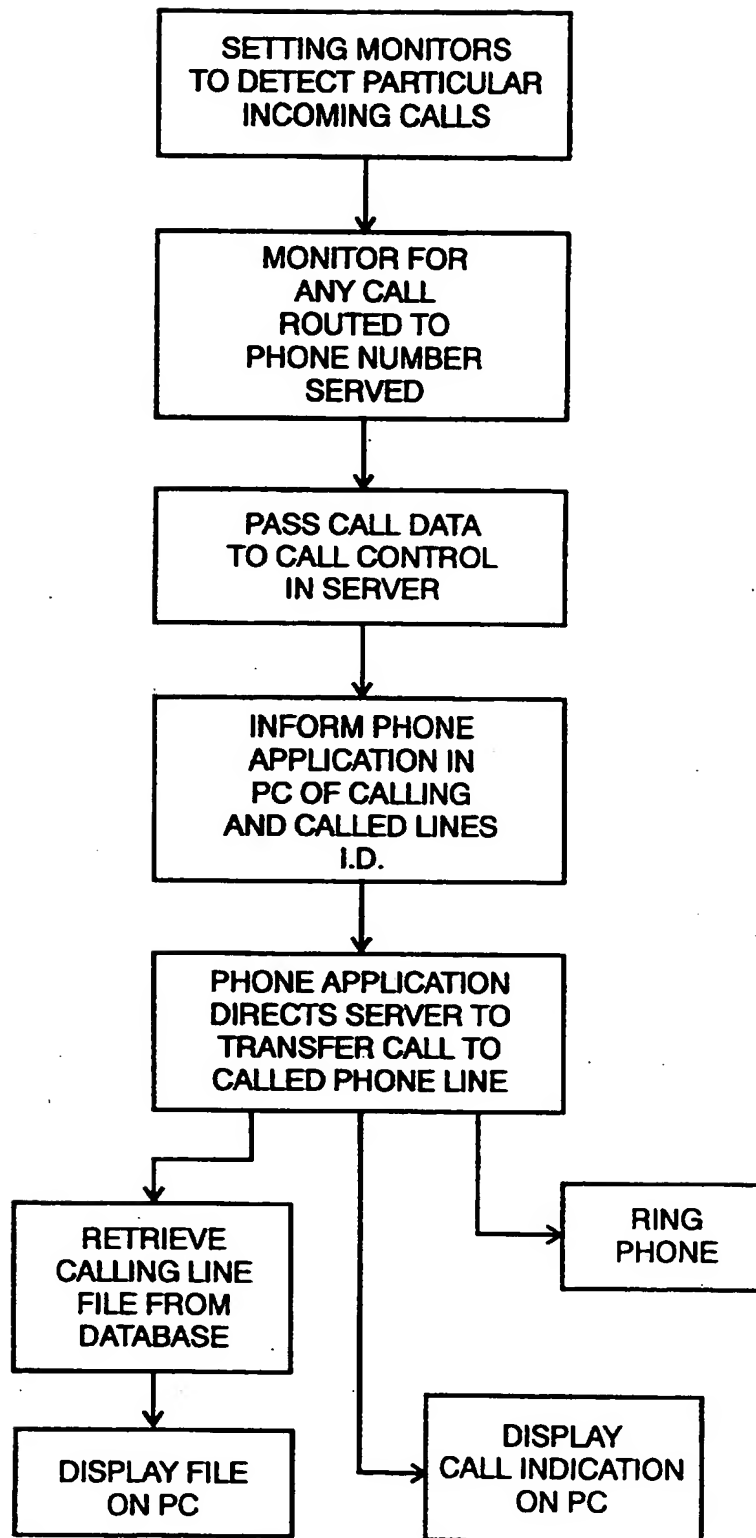 SETTING MONITORS
TO DETECT PARTICULAR
INCOMING CALLS
MONITOR FOR
ANY CALL
ROUTED TO
PHONE NUMBER
SERVED
PASS CALL DATA
TO CALL CONTROL
IN SERVER
INFORM PHONE
APPLICATION IN
PC OF CALLING
AND CALLED LINES
I.D.
PHONE APPLICATION
DIRECTS SERVER TO
TRANSFER CALL TO
CALLED PHONE LINE
RETRIEVE
CALLING LINE
FILE FROM
DATABASE
RING
PHONE
DISPLAY FILE
ON PC
DISPLAY
CALL INDICATION
ON PC